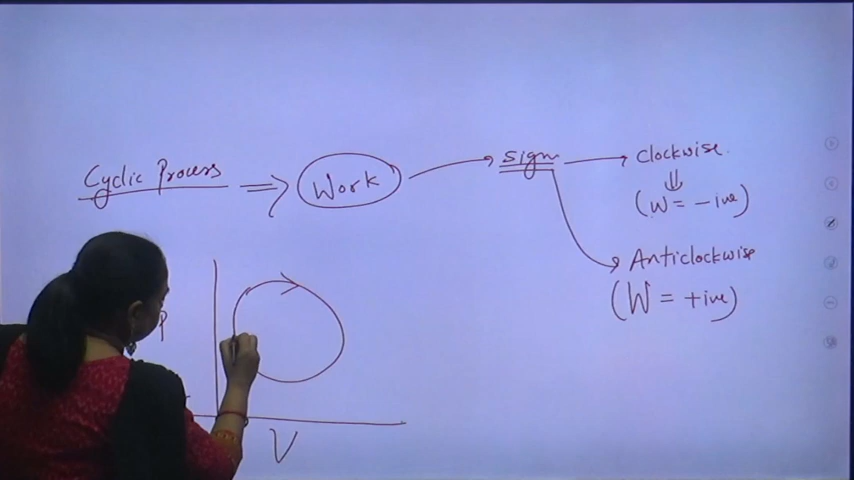 Cyclic Process ⇒ Work → sign → Clockwise
⇓
(W = -ive)
Anticlockwise
(W = +ive)
P
V